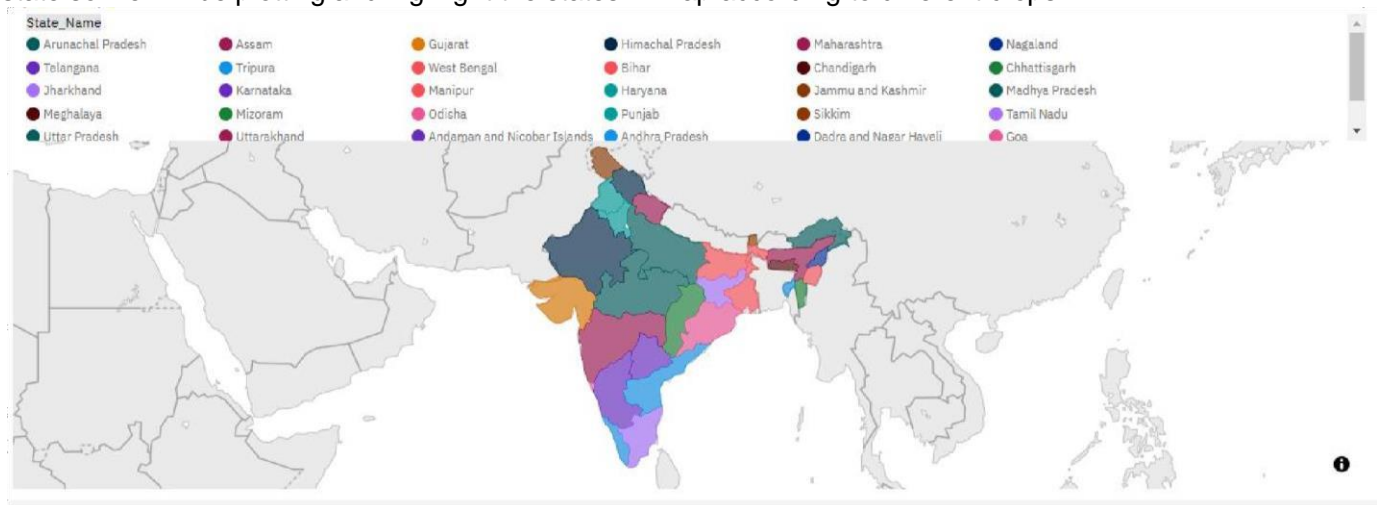 State_Name
Arunachal Pradesh Assam Gujarat Himachal Pradesh Maharashtra Nagaland
Telangana Tripura West Bengal Bihar Chandigarh Chhattisgarh
Jharkhand Karnataka Manipur Haryana Jammu and Kashmir Madhya Pradesh
Meghalaya Mizoram Odisha Punjab Sikkim Tamil Nadu
Uttar Pradesh Uttarakhand Andaman and Nicobar Islands Andhra Pradesh Dadra and Nagar Haveli Goa